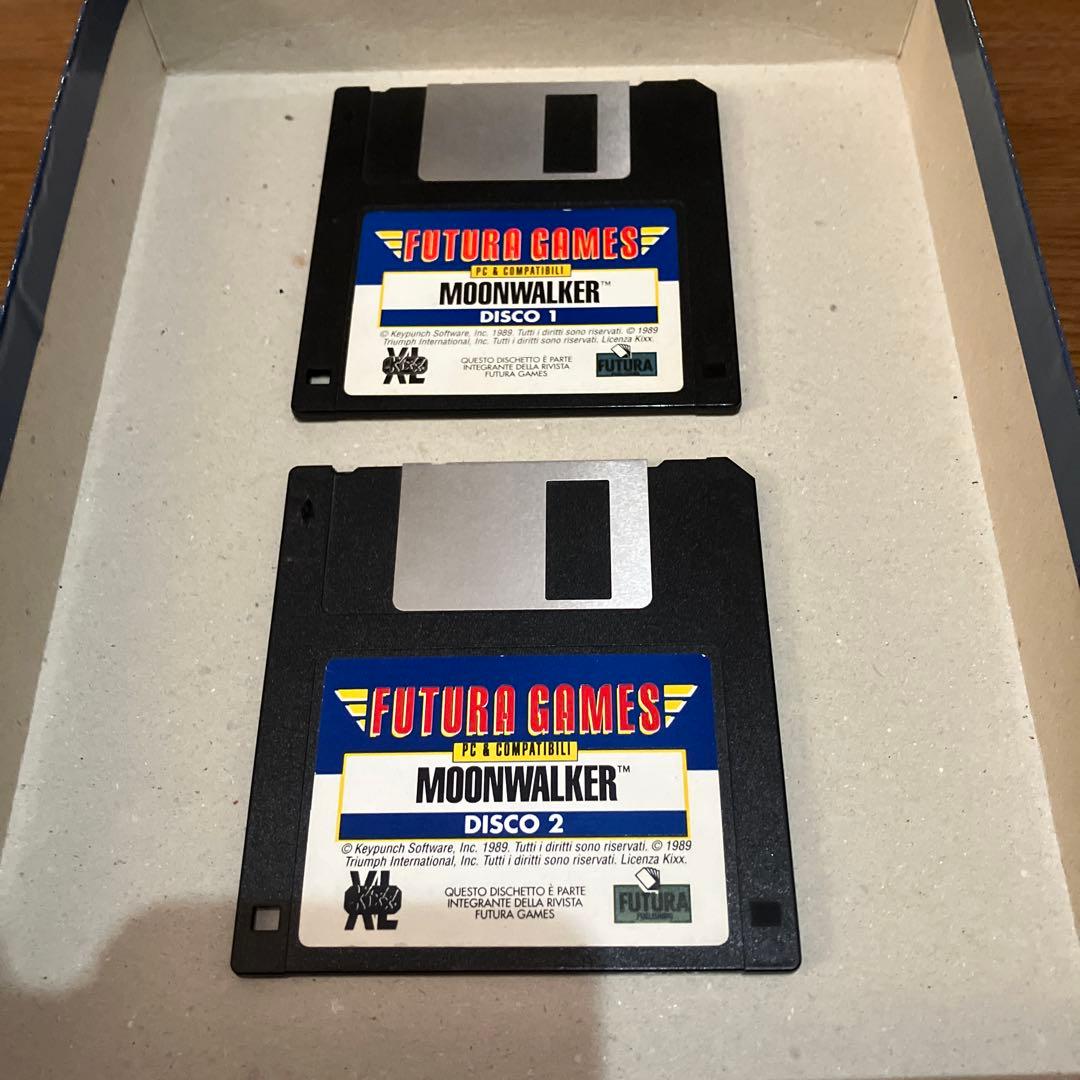 FUTURA GAMES
PC & COMPATIBILI
MOONWALKER™
DISCO 1
© Keypunch Software, Inc. 1989. Tutti i diritti sono riservati. © 1989
Triumph International, Inc. Tutti i diritti sono riservati. Licenza Kixx.
KIXX
XL
QUESTO DISCHETTO È PARTE
INTEGRANTE DELLA RIVISTA
FUTURA GAMES
FUTURA
FUTURA GAMES
PC & COMPATIBILI
MOONWALKER™
DISCO 2
© Keypunch Software, Inc. 1989. Tutti i diritti sono riservati. © 1989
Triumph International, Inc. Tutti i diritti sono riservati. Licenza Kixx.
KIXX
XL
QUESTO DISCHETTO È PARTE
INTEGRANTE DELLA RIVISTA
FUTURA GAMES
FUTURA
PUBLISHING